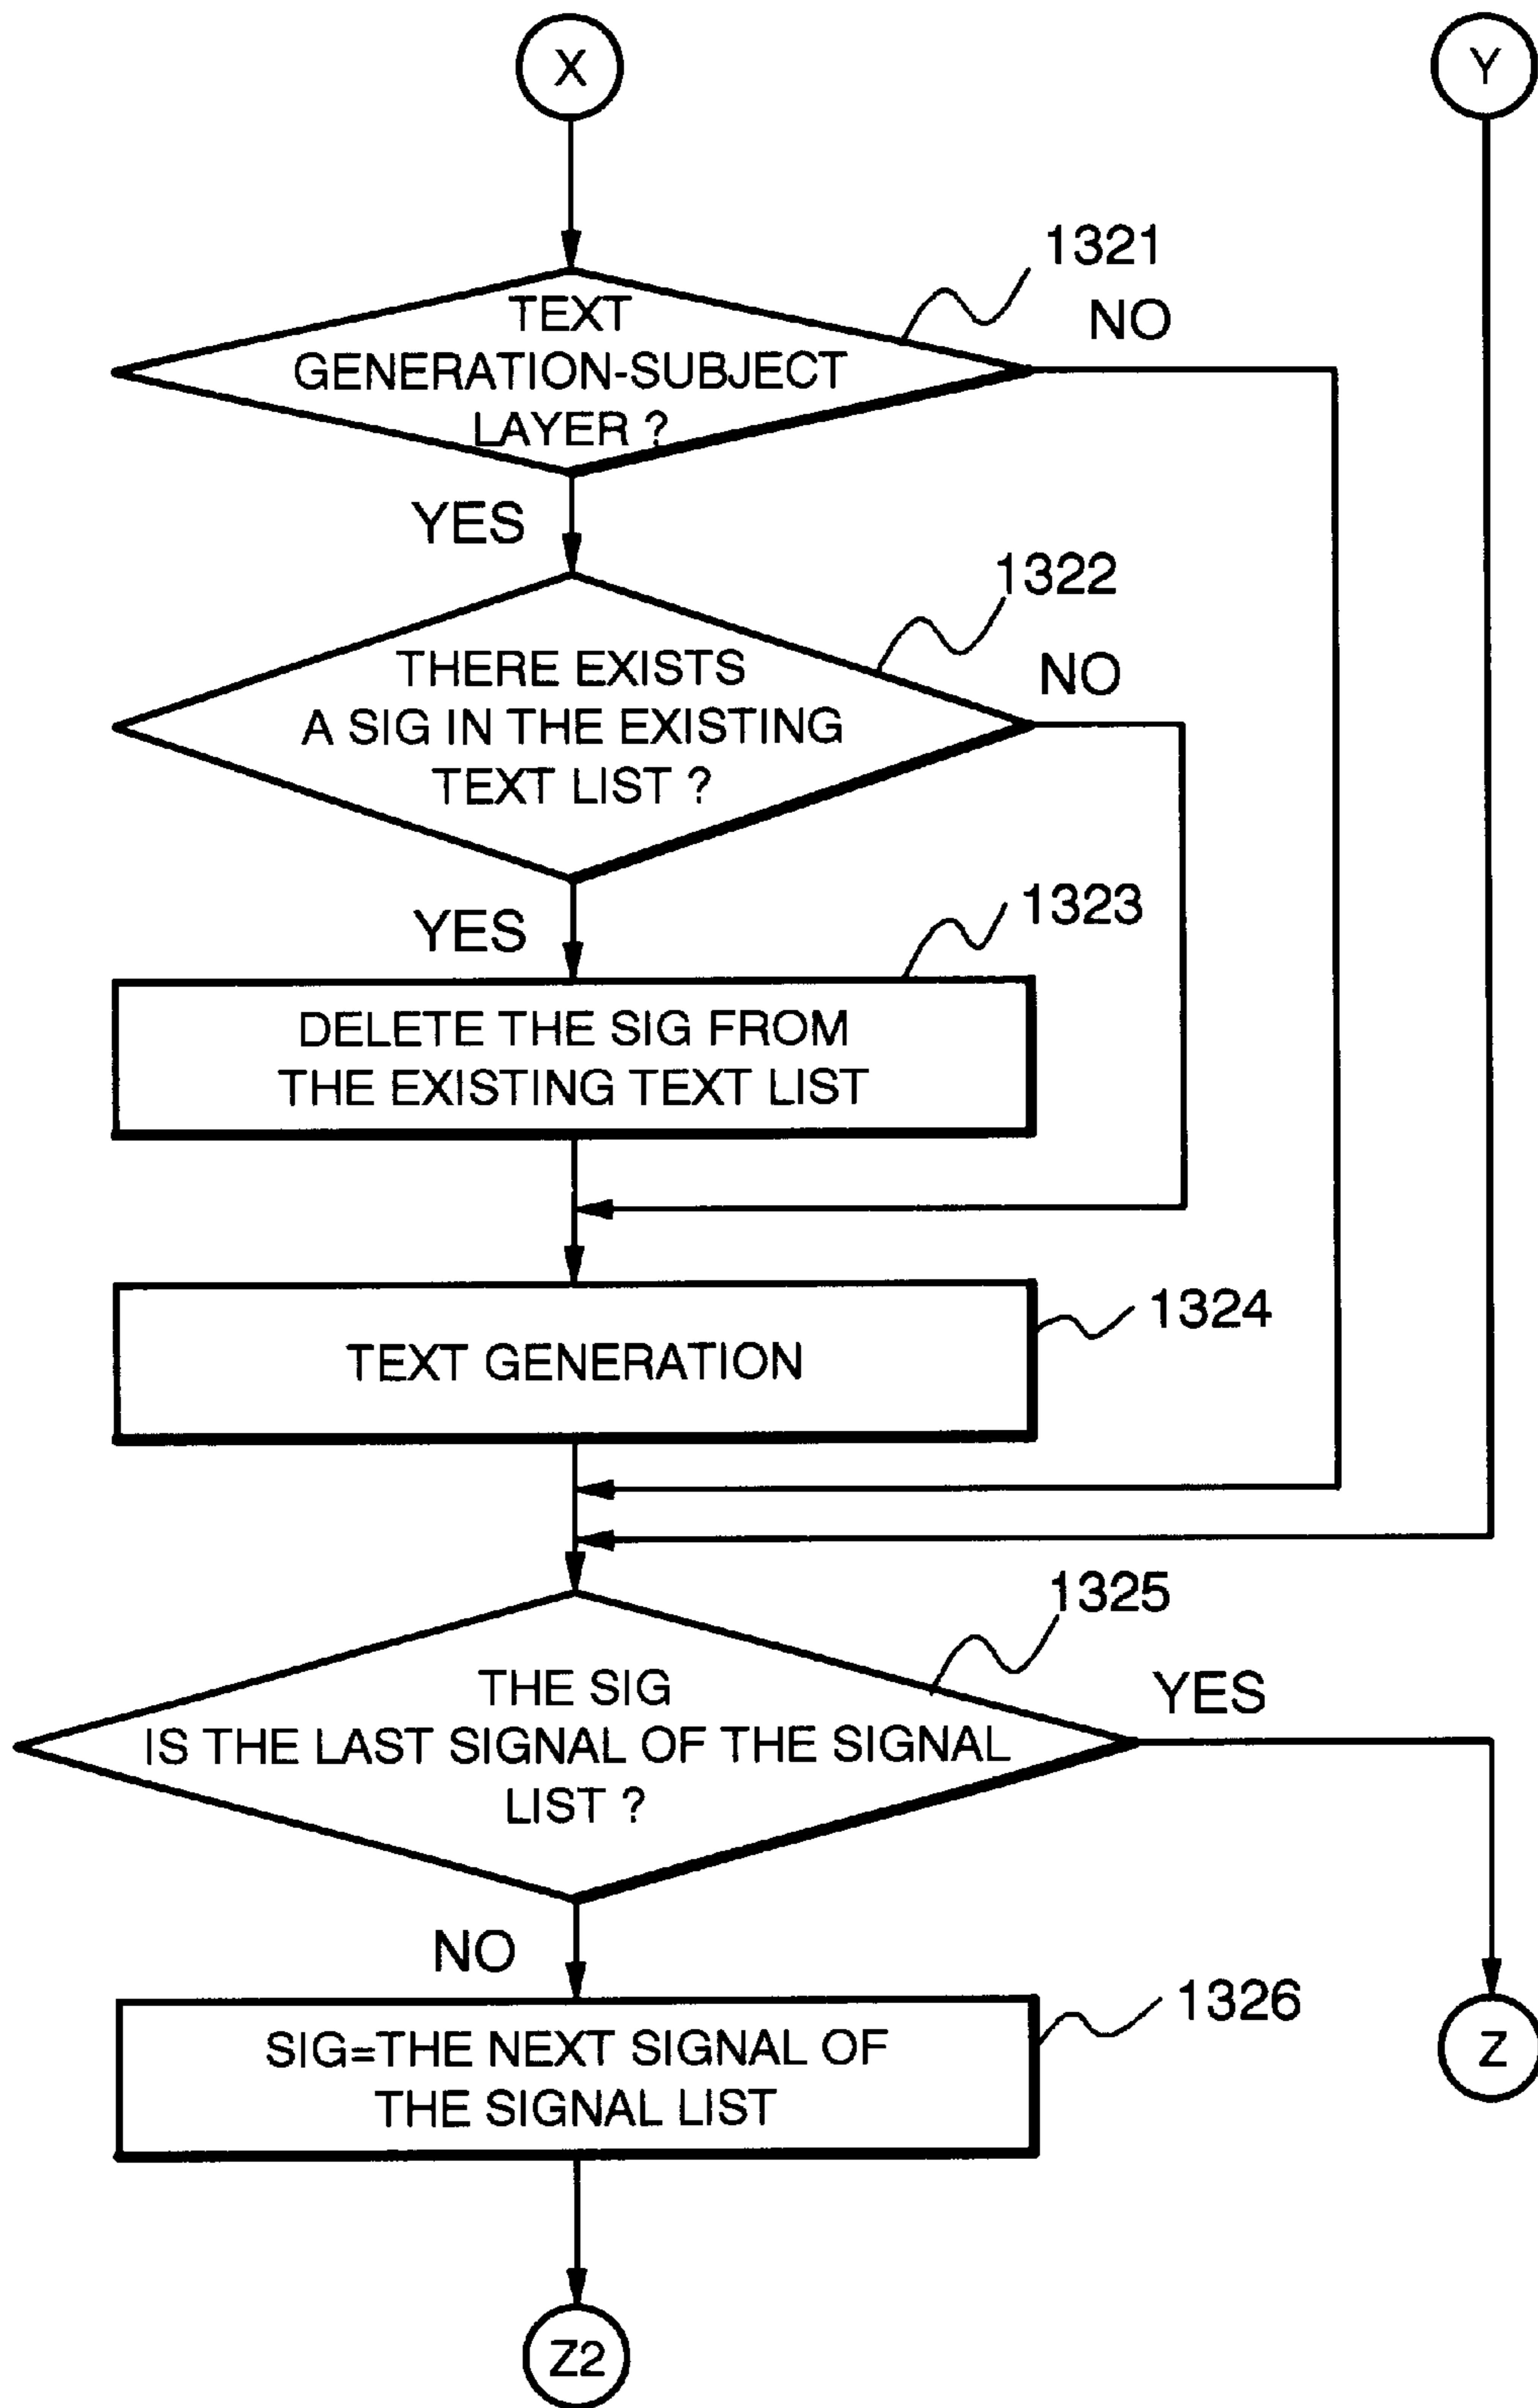 X
Y
1321
NO
TEXT
GENERATION-SUBJECT
LAYER ?
YES
1322
NO
THERE EXISTS
A SIG IN THE EXISTING
TEXT LIST ?
YES
1323
DELETE THE SIG FROM
THE EXISTING TEXT LIST
1324
TEXT GENERATION
1325
YES
THE SIG
IS THE LAST SIGNAL OF THE SIGNAL
LIST ?
NO
1326
SIG=THE NEXT SIGNAL OF
THE SIGNAL LIST
Z
Z2